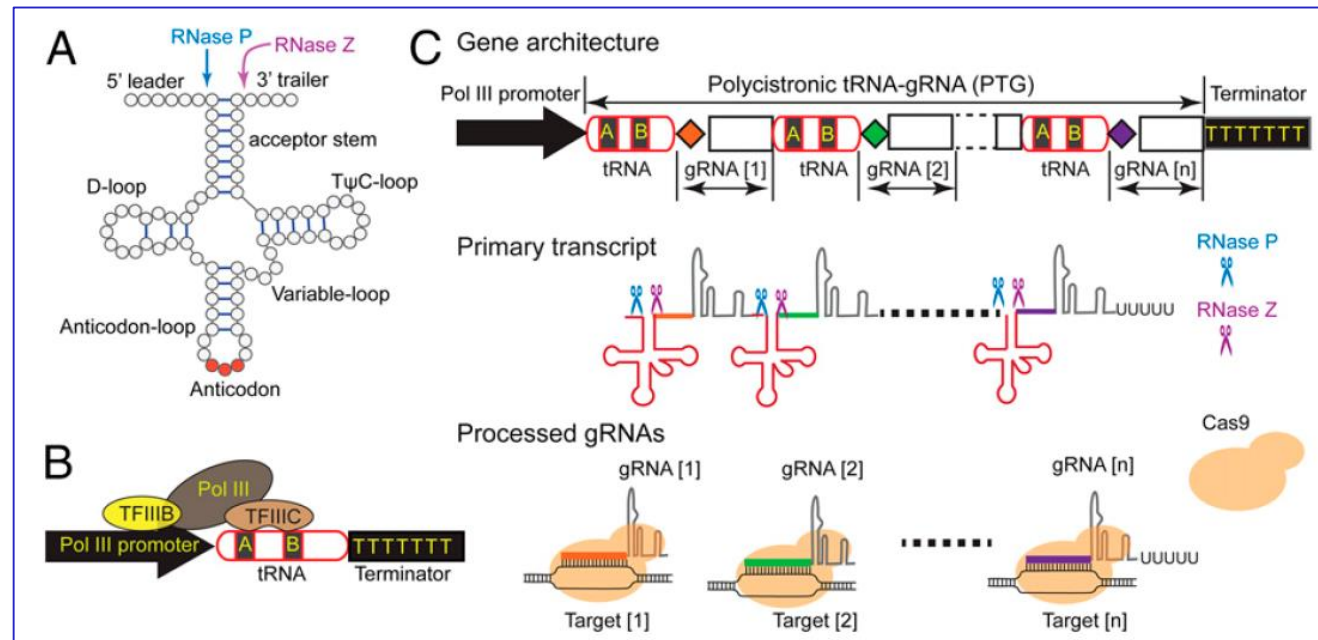 A
RNase P
RNase Z
5' leader
3' trailer
acceptor stem
D-loop
TψC-loop
Variable-loop
Anticodon-loop
Anticodon
B
TFIIIB
Pol III
TFIIIC
Pol III promoter
A
B
TTTTTTT
tRNA
Terminator
C
Gene architecture
Pol III promoter
Polycistronic tRNA-gRNA (PTG)
Terminator
A B
A B
A B
TTTTTTT
tRNA
gRNA [1]
tRNA
gRNA [2]
tRNA
gRNA [n]
Primary transcript
UUUUU
RNase P
RNase Z
Processed gRNAs
Cas9
gRNA [1]
gRNA [2]
gRNA [n]
UUUUU
Target [1]
Target [2]
Target [n]